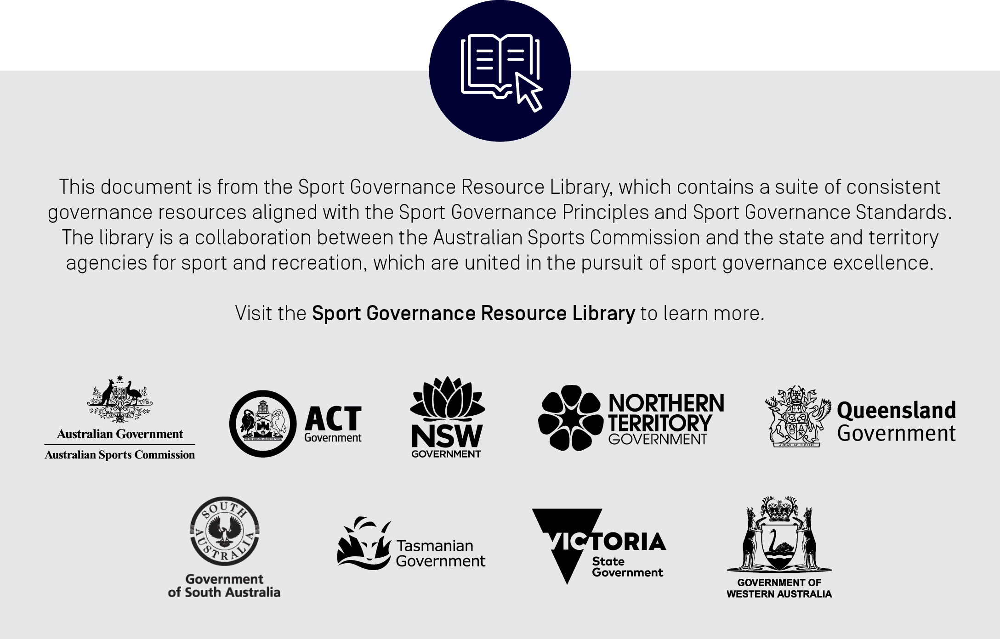 This document is from the Sport Governance Resource Library, which contains a suite of consistent
governance resources aligned with the Sport Governance Principles and Sport Governance Standards.
The library is a collaboration between the Australian Sports Commission and the state and territory
agencies for sport and recreation, which are united in the pursuit of sport governance excellence.
Visit the Sport Governance Resource Library to learn more.
AUSTRALIA
Australian Government
Australian Sports Commission
FOR THE QUEEN, THE LAW, AND THE PEOPLE
ACT
Government
NSW
GOVERNMENT
NORTHERN
TERRITORY
GOVERNMENT
AUDAX AT FIDELIS
Queensland
Government
SOUTH
AUSTRALIA
Government
of South Australia
Tasmanian
Government
VICTORIA
State
Government
GOVERNMENT OF
WESTERN AUSTRALIA